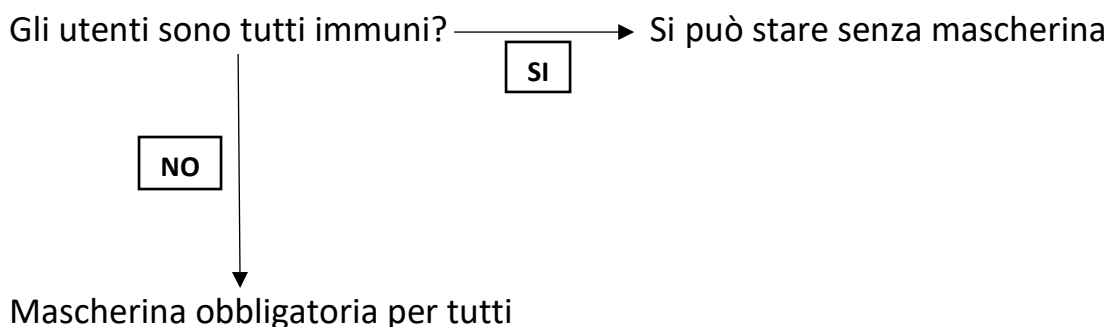 Gli utenti sono tutti immuni?
SI
Si può stare senza mascherina
NO
Mascherina obbligatoria per tutti